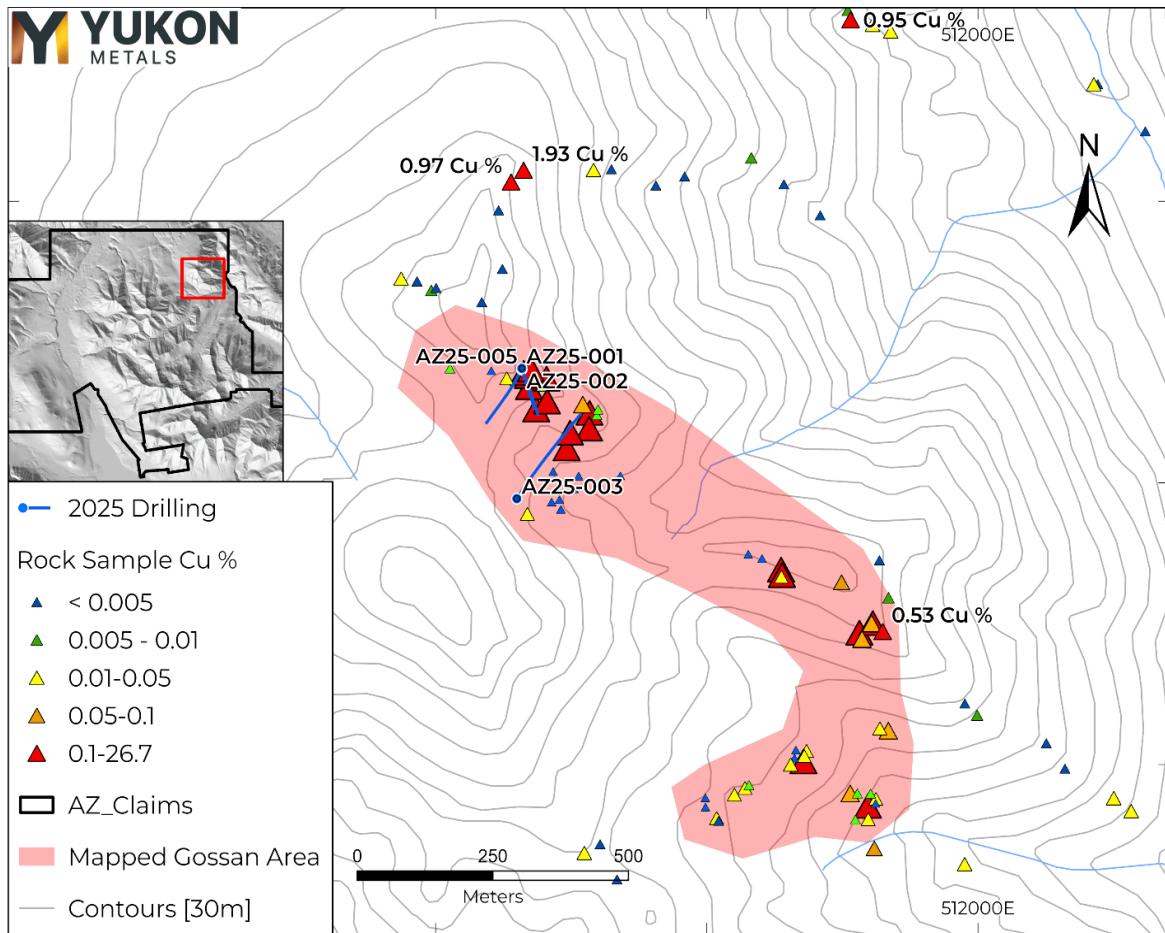 YUKON
METALS
0.95 Cu %
512000E
1.93 Cu %
0.97 Cu %
N
AZ25-005
AZ25-001
AZ25-002
AZ25-003
0.53 Cu %
2025 Drilling
Rock Sample Cu %
< 0.005
0.005 - 0.01
0.01-0.05
0.05-0.1
0.1-26.7
AZ_Claims
Mapped Gossan Area
Contours [30m]
0 250 500
Meters
512000E